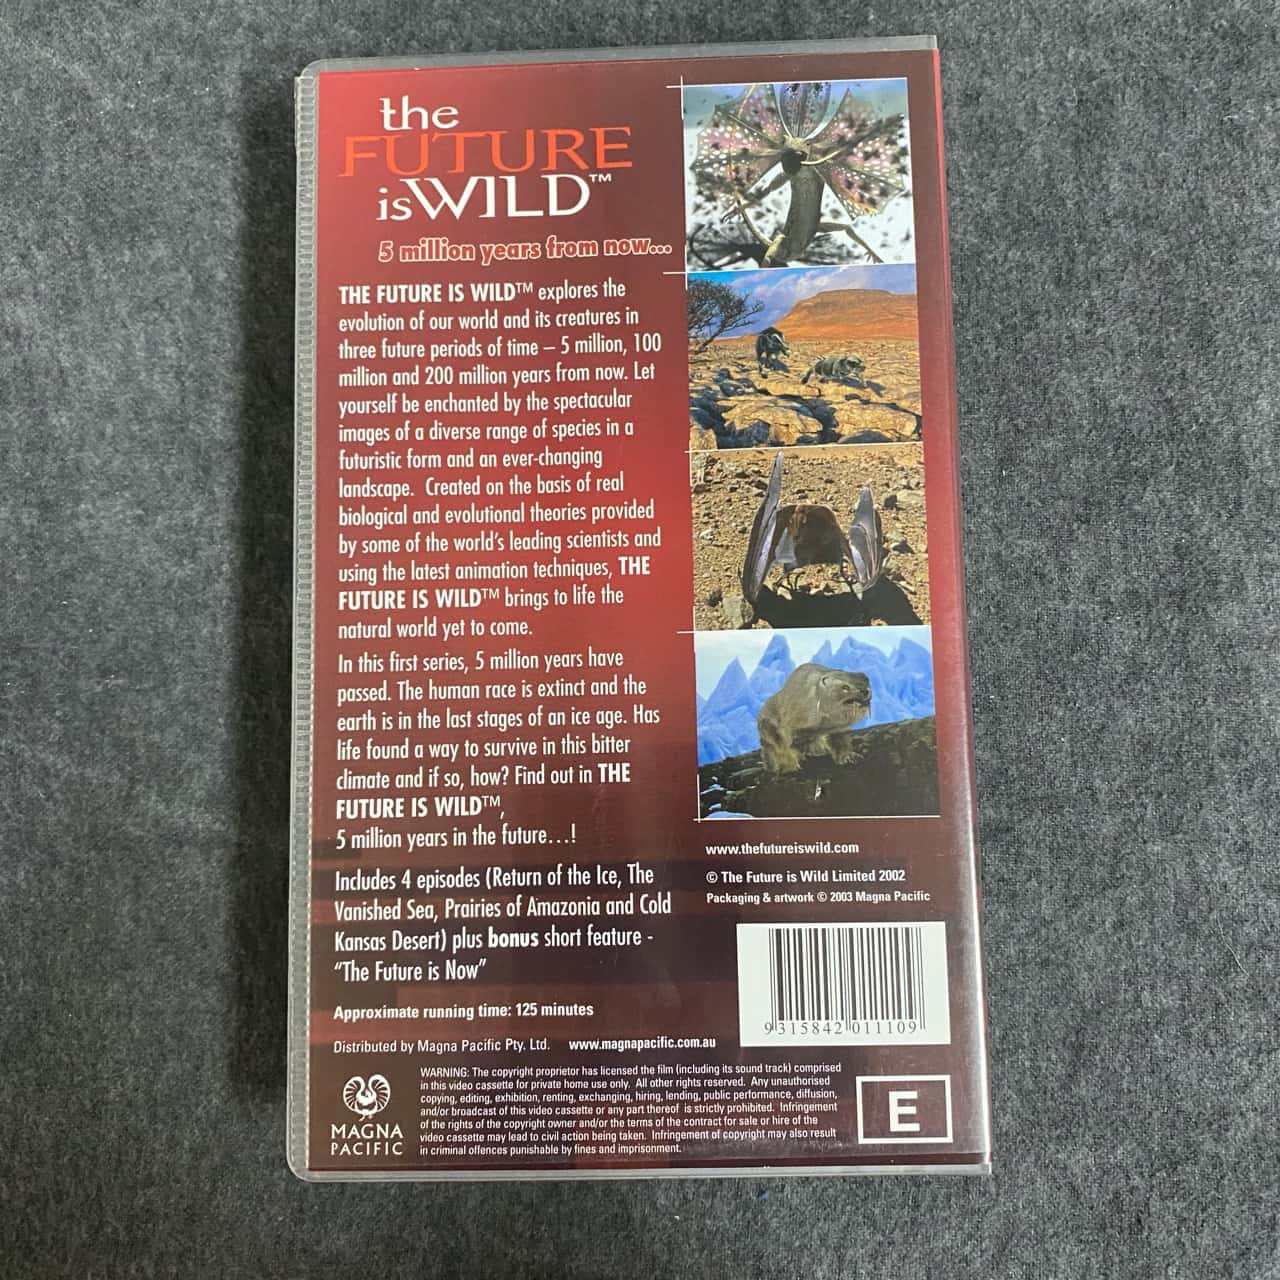 the
FUTURE
is WILD™
5 million years from now...
THE FUTURE IS WILD™ explores the
evolution of our world and its creatures in
three future periods of time – 5 million, 100
million and 200 million years from now. Let
yourself be enchanted by the spectacular
images of a diverse range of species in a
futuristic form and an ever-changing
landscape. Created on the basis of real
biological and evolutional theories provided
by some of the world's leading scientists and
using the latest animation techniques, THE
FUTURE IS WILD™ brings to life the
natural world yet to come.
In this first series, 5 million years have
passed. The human race is extinct and the
earth is in the last stages of an ice age. Has
life found a way to survive in this bitter
climate and if so, how? Find out in THE
FUTURE IS WILD™,
5 million years in the future...!
Includes 4 episodes (Return of the Ice, The
Vanished Sea, Prairies of Amazonia and Cold
Kansas Desert) plus bonus short feature -
"The Future is Now"
Approximate running time: 125 minutes
Distributed by Magna Pacific Pty. Ltd. www.magnapacific.com.au
www.thefutureiswild.com
© The Future is Wild Limited 2002
Packaging & artwork © 2003 Magna Pacific
9 315842 011109
MAGNA
PACIFIC
WARNING: The copyright proprietor has licensed the film (including its sound track) comprised
in this video cassette for private home use only. All other rights reserved. Any unauthorised
copying, editing, exhibition, renting, exchanging, hiring, lending, public performance, diffusion,
and/or broadcast of this video cassette or any part thereof is strictly prohibited. Infringement
of the rights of the copyright owner and/or the terms of the contract for sale or hire of the
video cassette may lead to civil action being taken. Infringement of copyright may also result
in criminal offences punishable by fines and imprisonment.
E